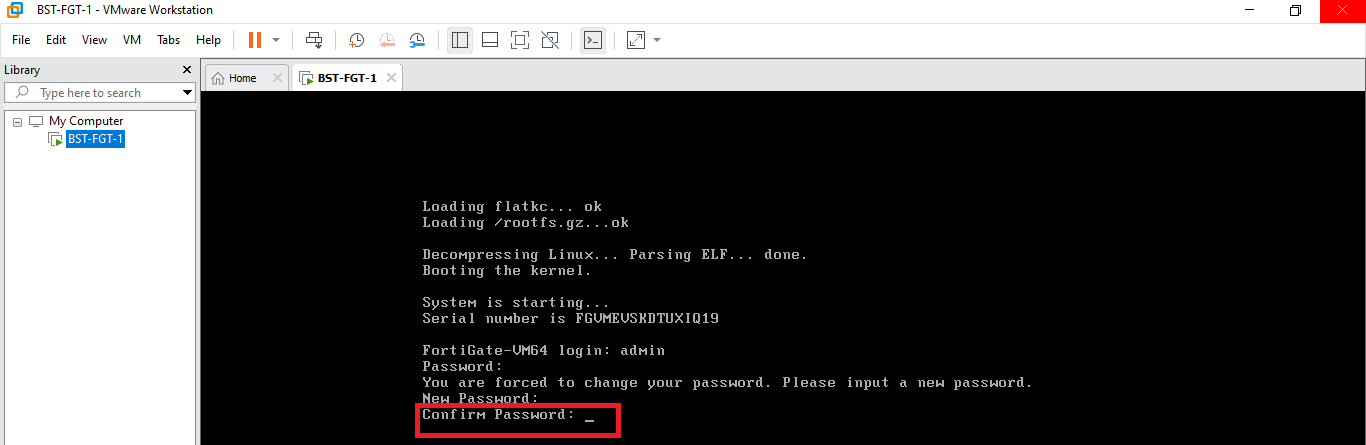 BST-FGT-1 - VMware Workstation
File Edit View VM Tabs Help
Library
Type here to search
My Computer
BST-FGT-1
Home
BST-FGT-1
Loading flatkc... ok
Loading /rootfs.gz...ok
Decompressing Linux... Parsing ELF... done.
Booting the kernel.
System is starting...
Serial number is FGVMEVSKDTUXIQ19
FortiGate-VM64 login: admin
Password:
You are forced to change your password. Please input a new password.
New Password:
Confirm Password: _